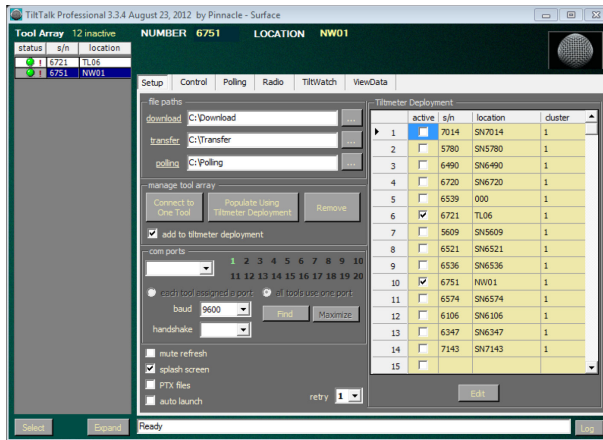 TiltTalk Professional 3.3.4 August 23, 2012 by Pinnacle - Surface
Tool Array 12 inactive NUMBER 6751 LOCATION NW01
status s/n location
! 6721 TL06
! 6751 NW01
Setup Control Polling Radio TiltWatch ViewData
file paths
download C:\Download ...
transfer C:\Transfer ...
polling C:\Polling ...
manage tool array
Connect to One Tool
Populate Using Tiltmeter Deployment
Remove
add to tiltmeter deployment
com ports
1 2 3 4 5 6 7 8 9 10
11 12 13 14 15 16 17 18 19 20
each tool assigned a port all tools use one port
baud 9600 Find Maximize
handshake
mute refresh
splash screen
PTX files
auto launch
retry 1
Tiltmeter Deployment
active s/n location cluster
1 7014 SN7014 1
2 5780 SN5780 1
3 6490 SN6490 1
4 6720 SN6720 1
5 6539 000 1
6 6721 TL06 1
7 5609 SN5609 1
8 6521 SN6521 1
9 6536 SN6536 1
10 6751 NW01 1
11 6574 SN6574 1
12 6106 SN6106 1
13 6347 SN6347 1
14 7143 SN7143 1
15
Edit
Select Expand Ready Log